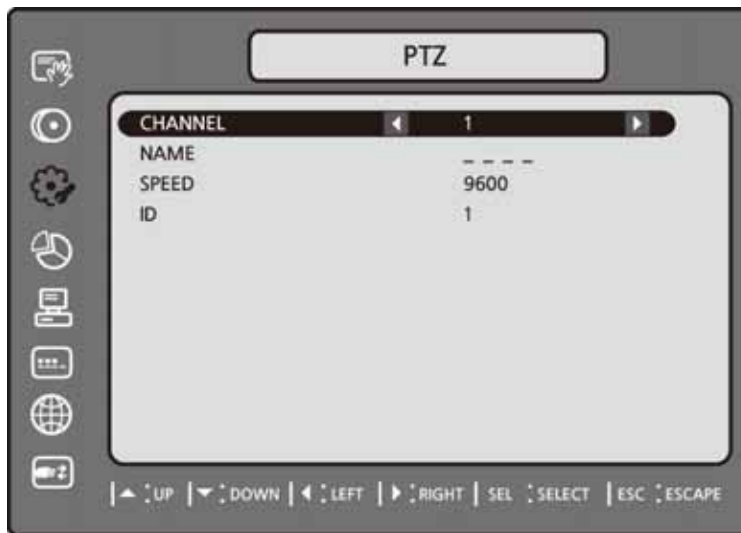 PTZ
CHANNEL 1
NAME _ _ _ _
SPEED 9600
ID 1
UP DOWN LEFT RIGHT SEL : SELECT ESC : ESCAPE